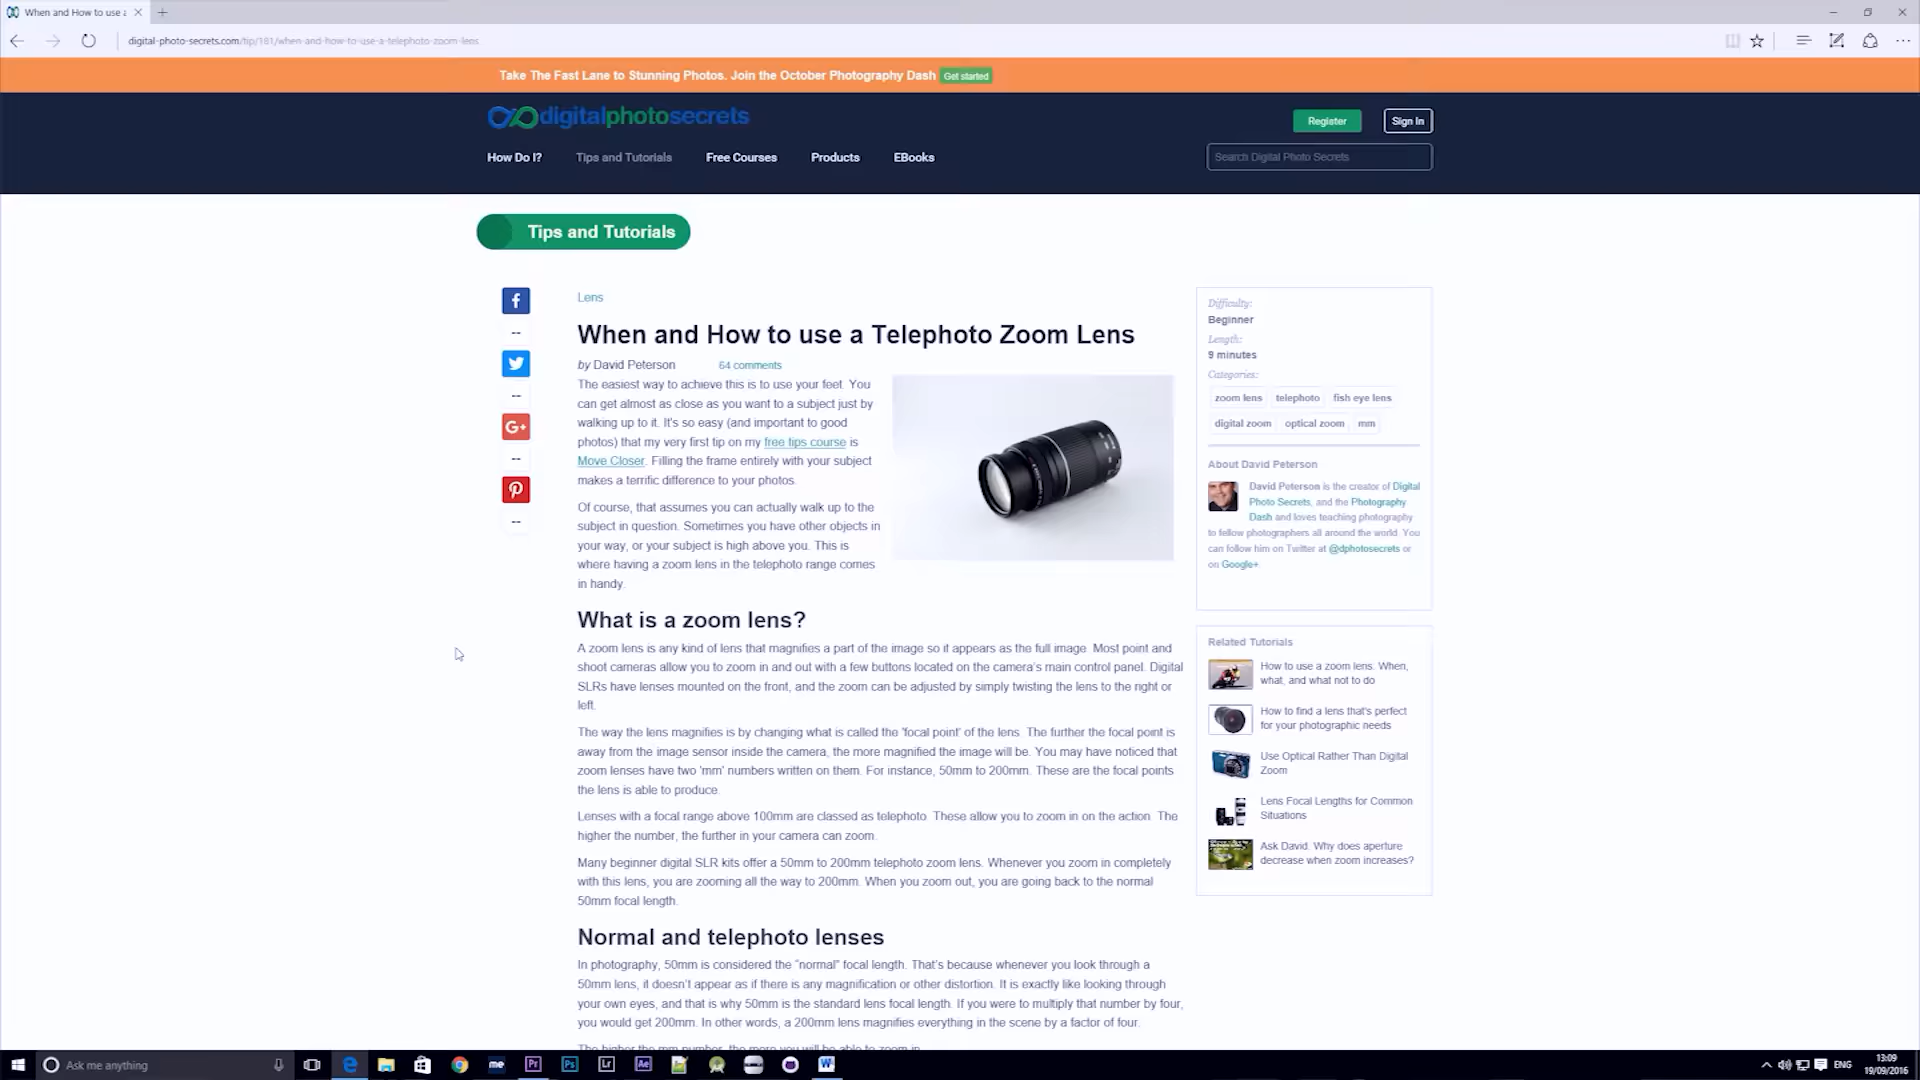 When and How to use a
digital-photo-secrets.com/tip/181/when-and-how-to-use-a-telephoto-zoom-lens
Take The Fast Lane to Stunning Photos. Join the October Photography Dash Get started
digitalphotosecrets
Register
Sign In
How Do I?
Tips and Tutorials
Free Courses
Products
EBooks
Search Digital Photo Secrets
Tips and Tutorials
f
--
--
G+
--
--
Lens
When and How to use a Telephoto Zoom Lens
by David Peterson 64 comments
The easiest way to achieve this is to use your feet. You
can get almost as close as you want to a subject just by
walking up to it. It's so easy (and important to good
photos) that my very first tip on my free tips course is
Move Closer. Filling the frame entirely with your subject
makes a terrific difference to your photos.
Of course, that assumes you can actually walk up to the
subject in question. Sometimes you have other objects in
your way, or your subject is high above you. This is
where having a zoom lens in the telephoto range comes
in handy.
What is a zoom lens?
A zoom lens is any kind of lens that magnifies a part of the image so it appears as the full image. Most point and
shoot cameras allow you to zoom in and out with a few buttons located on the camera's main control panel. Digital
SLRs have lenses mounted on the front, and the zoom can be adjusted by simply twisting the lens to the right or
left.
The way the lens magnifies is by changing what is called the 'focal point' of the lens. The further the focal point is
away from the image sensor inside the camera, the more magnified the image will be. You may have noticed that
zoom lenses have two 'mm' numbers written on them. For instance, 50mm to 200mm. These are the focal points
the lens is able to produce.
Lenses with a focal range above 100mm are classed as telephoto. These allow you to zoom in on the action. The
higher the number, the further in your camera can zoom.
Many beginner digital SLR kits offer a 50mm to 200mm telephoto zoom lens. Whenever you zoom in completely
with this lens, you are zooming all the way to 200mm. When you zoom out, you are going back to the normal
50mm focal length.
Normal and telephoto lenses
In photography, 50mm is considered the "normal" focal length. That's because whenever you look through a
50mm lens, it doesn't appear as if there is any magnification or other distortion. It is exactly like looking through
your own eyes, and that is why 50mm is the standard lens focal length. If you were to multiply that number by four,
you would get 200mm. In other words, a 200mm lens magnifies everything in the scene by a factor of four.
The higher the mm number, the more you will be able to zoom in
Difficulty:
Beginner
Length:
9 minutes
Categories:
zoom lens telephoto fish eye lens
digital zoom optical zoom mm
About David Peterson
David Peterson is the creator of Digital
Photo Secrets, and the Photography
Dash and loves teaching photography
to fellow photographers all around the world. You
can follow him on Twitter at @dphotosecrets or
on Google+
Related Tutorials
How to use a zoom lens. When,
what, and what not to do
How to find a lens that's perfect
for your photographic needs
Use Optical Rather Than Digital
Zoom
Lens Focal Lengths for Common
Situations
Ask David. Why does aperture
decrease when zoom increases?
Ask me anything
me
Pr
Ps
Lr
Ae
W
ENG
13:09
19/09/2016